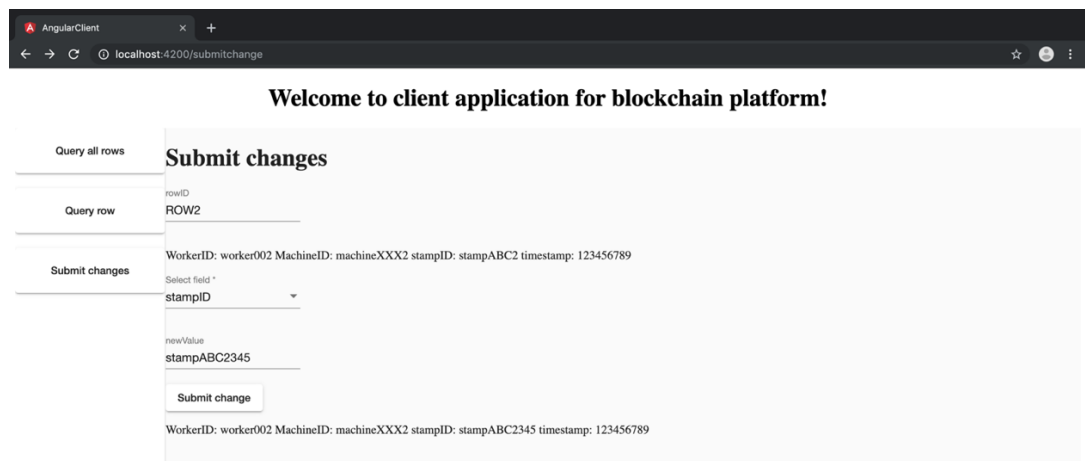 AngularClient
localhost:4200/submitchange
Welcome to client application for blockchain platform!
Query all rows
Query row
Submit changes
Submit changes
rowID
ROW2
WorkerID: worker002 MachineID: machineXXX2 stampID: stampABC2 timestamp: 123456789
Select field *
stampID
newValue
stampABC2345
Submit change
WorkerID: worker002 MachineID: machineXXX2 stampID: stampABC2345 timestamp: 123456789